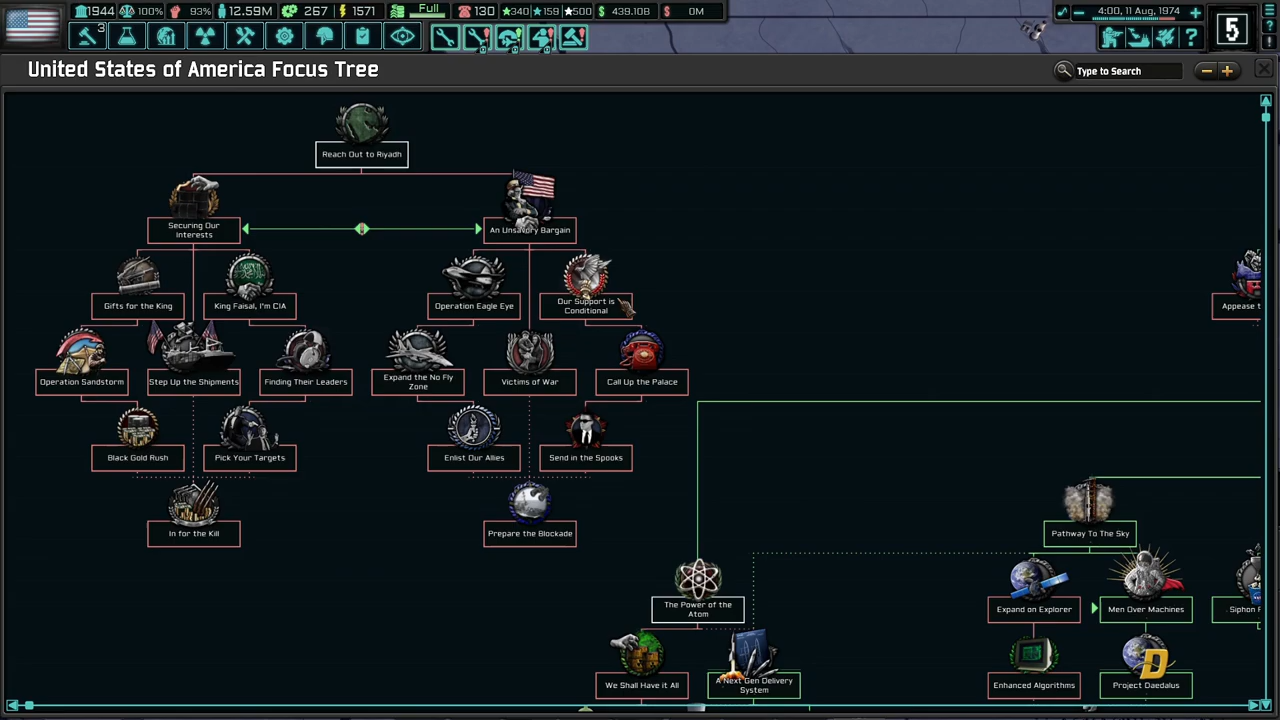 1944 100% 93% 12.59M 267 1571 Full 130 340 159 500 $ 439.10B $ 0M 4:00, 11 Aug, 1974
3 ? 5
United States of America Focus Tree
Type to Search
Reach Out to Riyadh
Securing Our
Interests
An Unsavory Bargain
Gifts for the King
King Faisal, I'm CIA
Operation Eagle Eye
Our Support is
Conditional
Appease t
Operation Sandstorm
Step Up the Shipments
Finding Their Leaders
Expand the No Fly
Zone
Victims of War
Call Up the Palace
Black Gold Rush
Pick Your Targets
Enlist Our Allies
Send in the Spooks
In for the Kill
Prepare the Blockade
Pathway To The Sky
The Power of the
Atom
Expand on Explorer
Men Over Machines
Siphon
We Shall Have it All
A Next Gen Delivery
System
Enhanced Algorithms
Project Daedalus